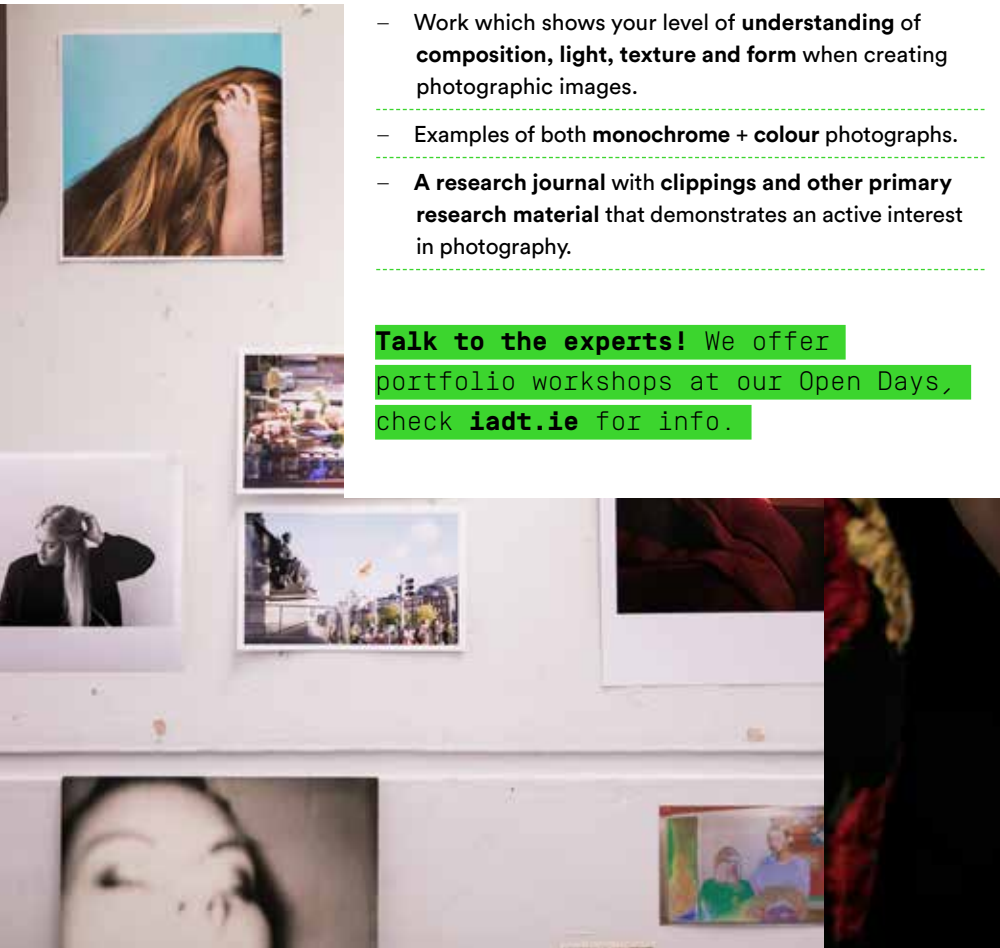 – Work which shows your level of understanding of
composition, light, texture and form when creating
photographic images.
– Examples of both monochrome + colour photographs.
– A research journal with clippings and other primary
research material that demonstrates an active interest
in photography.
Talk to the experts! We offer
portfolio workshops at our Open Days,
check iadt.ie for info.